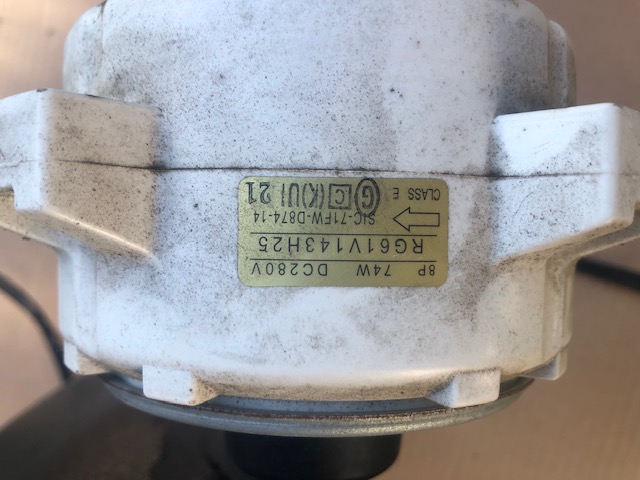 8P 74W DC280V
RG61V143H25
SIC-71FW-D874-14
CLASS E G C (K)U) 21